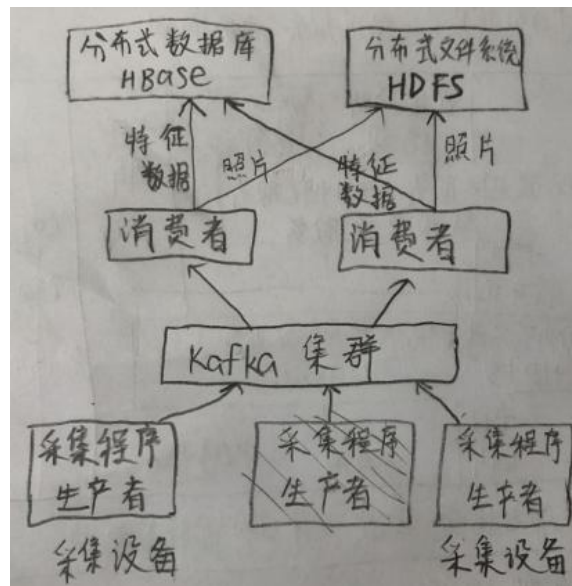 分布式数据库
HBase
分布式文件系统
HDFS
特征
数据
照片
特征
数据
照片
消费者
消费者
Kafka 集群
采集程序
生产者
采集程序
生产者
采集程序
生产者
采集设备
采集设备